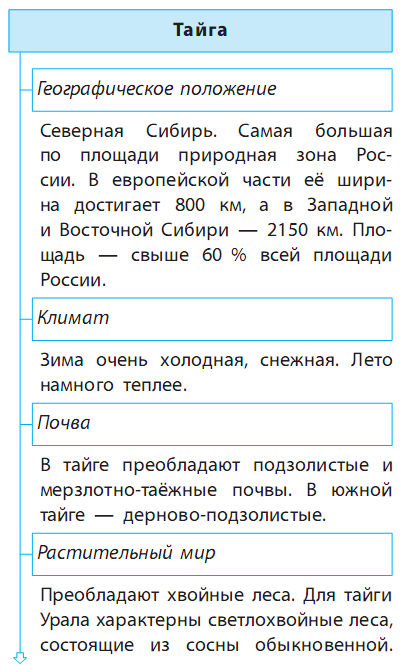 Тайга
Географическое положение
Северная Сибирь. Самая большая
по площади природная зона Рос-
сии. В европейской части её шири-
на достигает 800 км, а в Западной
и Восточной Сибири — 2150 км. Пло-
щадь — свыше 60 % всей площади
России.
Климат
Зима очень холодная, снежная. Лето
намного теплее.
Почва
В тайге преобладают подзолистые и
мерзлотно-таёжные почвы. В южной
тайге — дерново-подзолистые.
Растительный мир
Преобладают хвойные леса. Для тайги
Урала характерны светлохвойные леса,
состоящие из сосны обыкновенной.